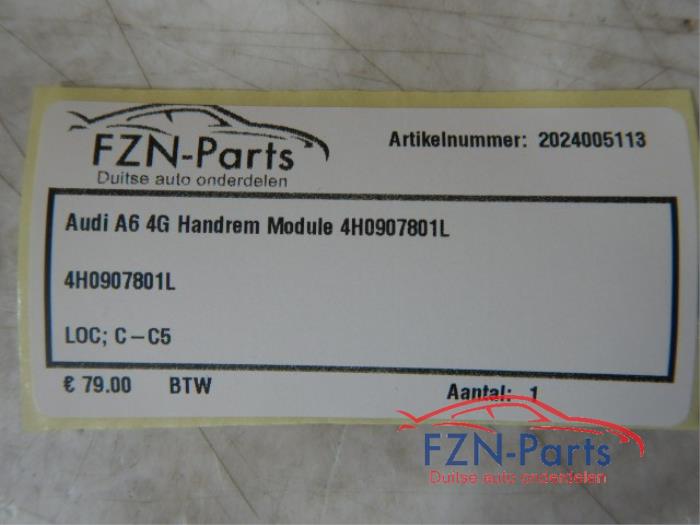 FZN-Parts
Duitse auto onderdelen
Artikelnummer: 2024005113
Audi A6 4G Handrem Module 4H0907801L
4H0907801L
LOC; C-C5
€ 79.00 BTW Aantal: 1
FZN-Parts
Duitse auto onderdelen